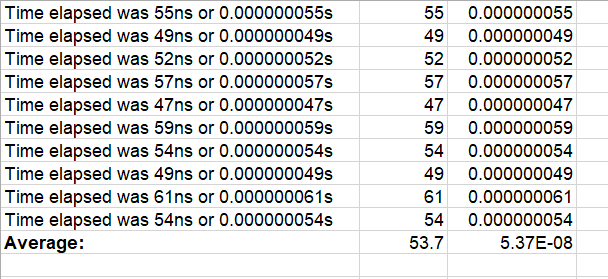 Time elapsed was 55ns or 0.000000055s 55 0.000000055
Time elapsed was 49ns or 0.000000049s 49 0.000000049
Time elapsed was 52ns or 0.000000052s 52 0.000000052
Time elapsed was 57ns or 0.000000057s 57 0.000000057
Time elapsed was 47ns or 0.000000047s 47 0.000000047
Time elapsed was 59ns or 0.000000059s 59 0.000000059
Time elapsed was 54ns or 0.000000054s 54 0.000000054
Time elapsed was 49ns or 0.000000049s 49 0.000000049
Time elapsed was 61ns or 0.000000061s 61 0.000000061
Time elapsed was 54ns or 0.000000054s 54 0.000000054
Average: 53.7 5.37E-08